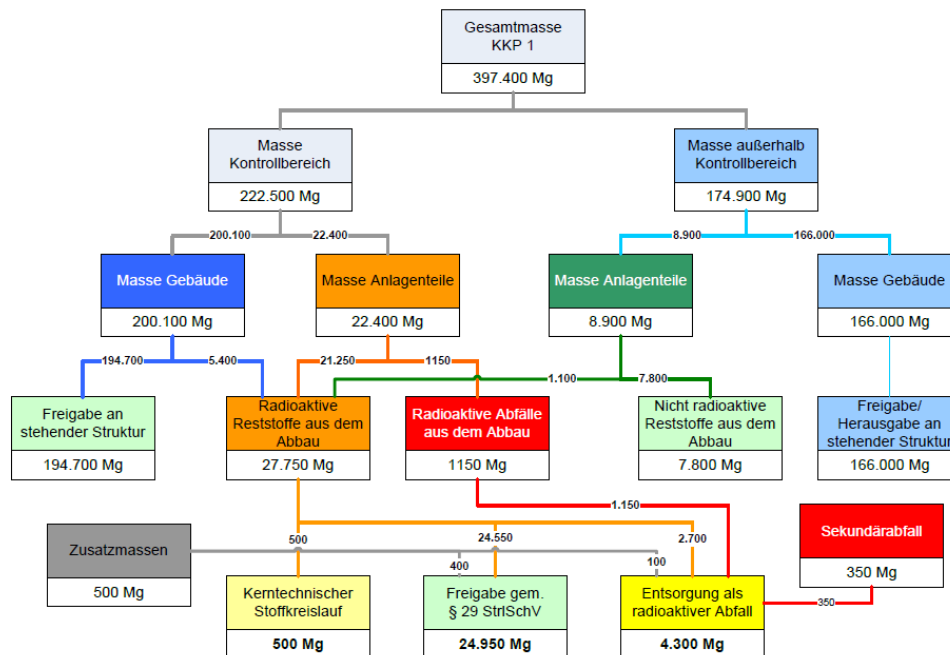 Gesamtmasse
KKP 1
397.400 Mg
Masse
Kontrollbereich
222.500 Mg
Masse außerhalb
Kontrollbereich
174.900 Mg
200.100
22.400
8.900
166.000
Masse Gebäude
200.100 Mg
Masse Anlagenteile
22.400 Mg
Masse Anlagenteile
8.900 Mg
Masse Gebäude
166.000 Mg
194.700
5.400
21.250
1150
1.100
7.800
Freigabe an
stehender Struktur
194.700 Mg
Radioaktive
Reststoffe aus dem
Abbau
27.750 Mg
Radioaktive Abfälle
aus dem Abbau
1150 Mg
Nicht radioaktive
Reststoffe aus dem
Abbau
7.800 Mg
Freigabe/
Herausgabe an
stehender Struktur
166.000 Mg
1.150
Zusatzmassen
500 Mg
500
24.550
2.700
400
100
Sekundärabfall
350 Mg
Kerntechnischer
Stoffkreislauf
500 Mg
Freigabe gem.
§ 29 StrlSchV
24.950 Mg
Entsorgung als
radioaktiver Abfall
4.300 Mg
350